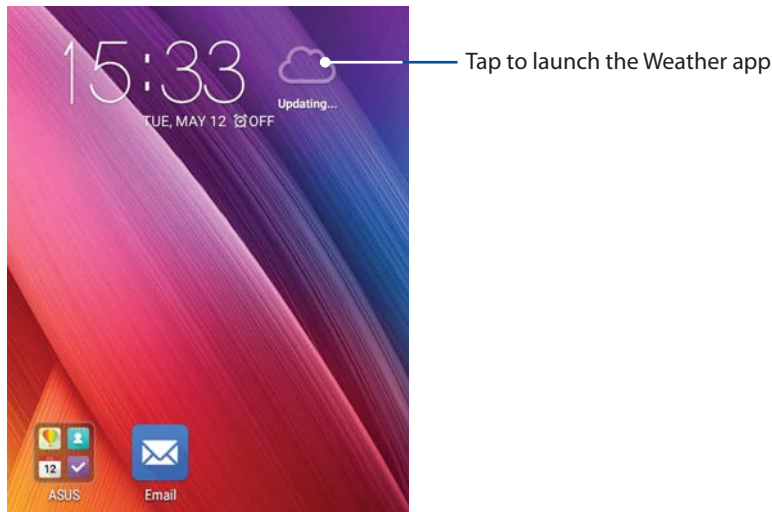 15:33
Updating...
TUE, MAY 12 OFF
Tap to launch the Weather app
12
ASUS
Email